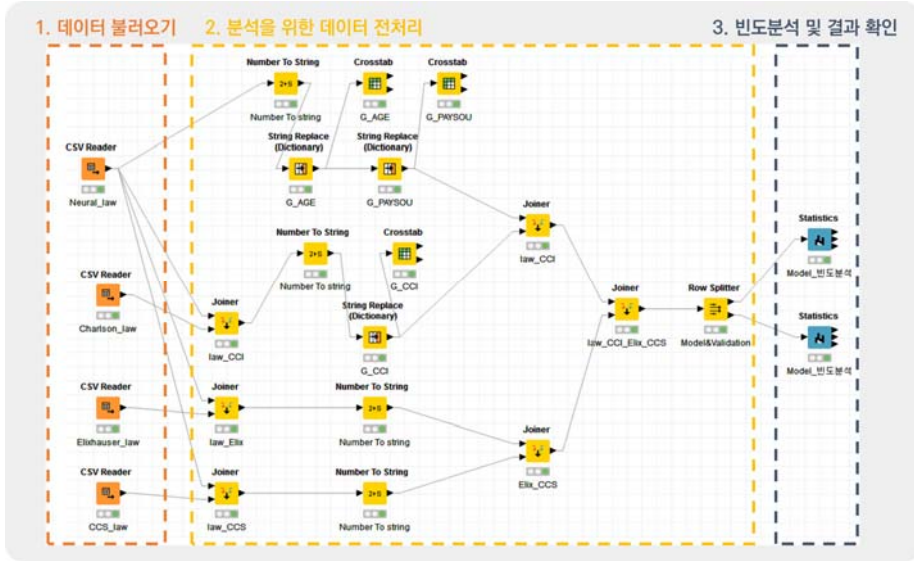 1. 데이터 불러오기
2. 분석을 위한 데이터 전처리
3. 빈도분석 및 결과 확인
Number To String
Crosstab
Crosstab
Number To string
G_AGE
G_PAYSOU
CSV Reader
String Replace
(Dictionary)
String Replace
(Dictionary)
Neural_law
G_AGE
G_PAYSOU
Joiner
law_CCI
Statistics
Model_빈도분석
Number To String
Crosstab
Number To string
G_CCI
CSV Reader
Charlson_law
Joiner
law_CCI
String Replace
(Dictionary)
G_CCI
Joiner
law_CCI_Elix_CCS
Row Splitter
Model&Validation
Statistics
Model_빈도분석
CSV Reader
Elixhauser_law
Joiner
law_Elix
Number To String
Number To string
Joiner
Elix_CCS
CSV Reader
CCS_law
Joiner
law_CCS
Number To String
Number To string